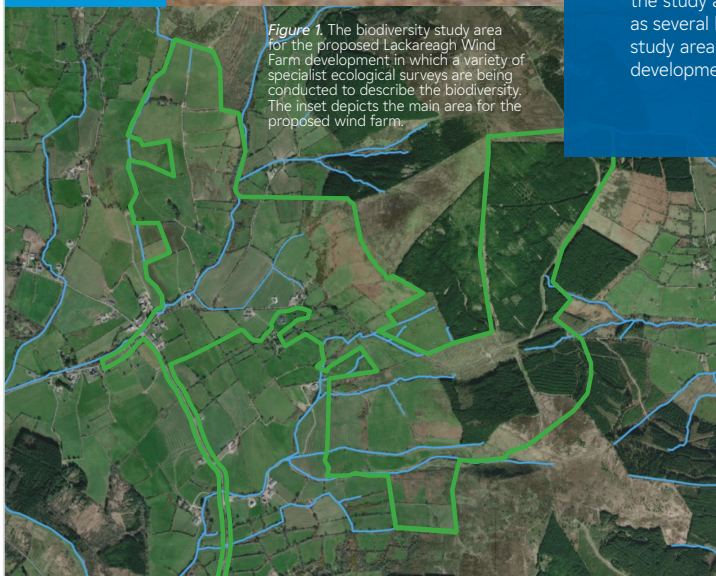 Figure 1. The biodiversity study area
for the proposed Lackareagh Wind
Farm development in which a variety of
specialist ecological surveys are being
conducted to describe the biodiversity.
The inset depicts the main area for the
proposed wind farm.
the study a
as several
study area
developme